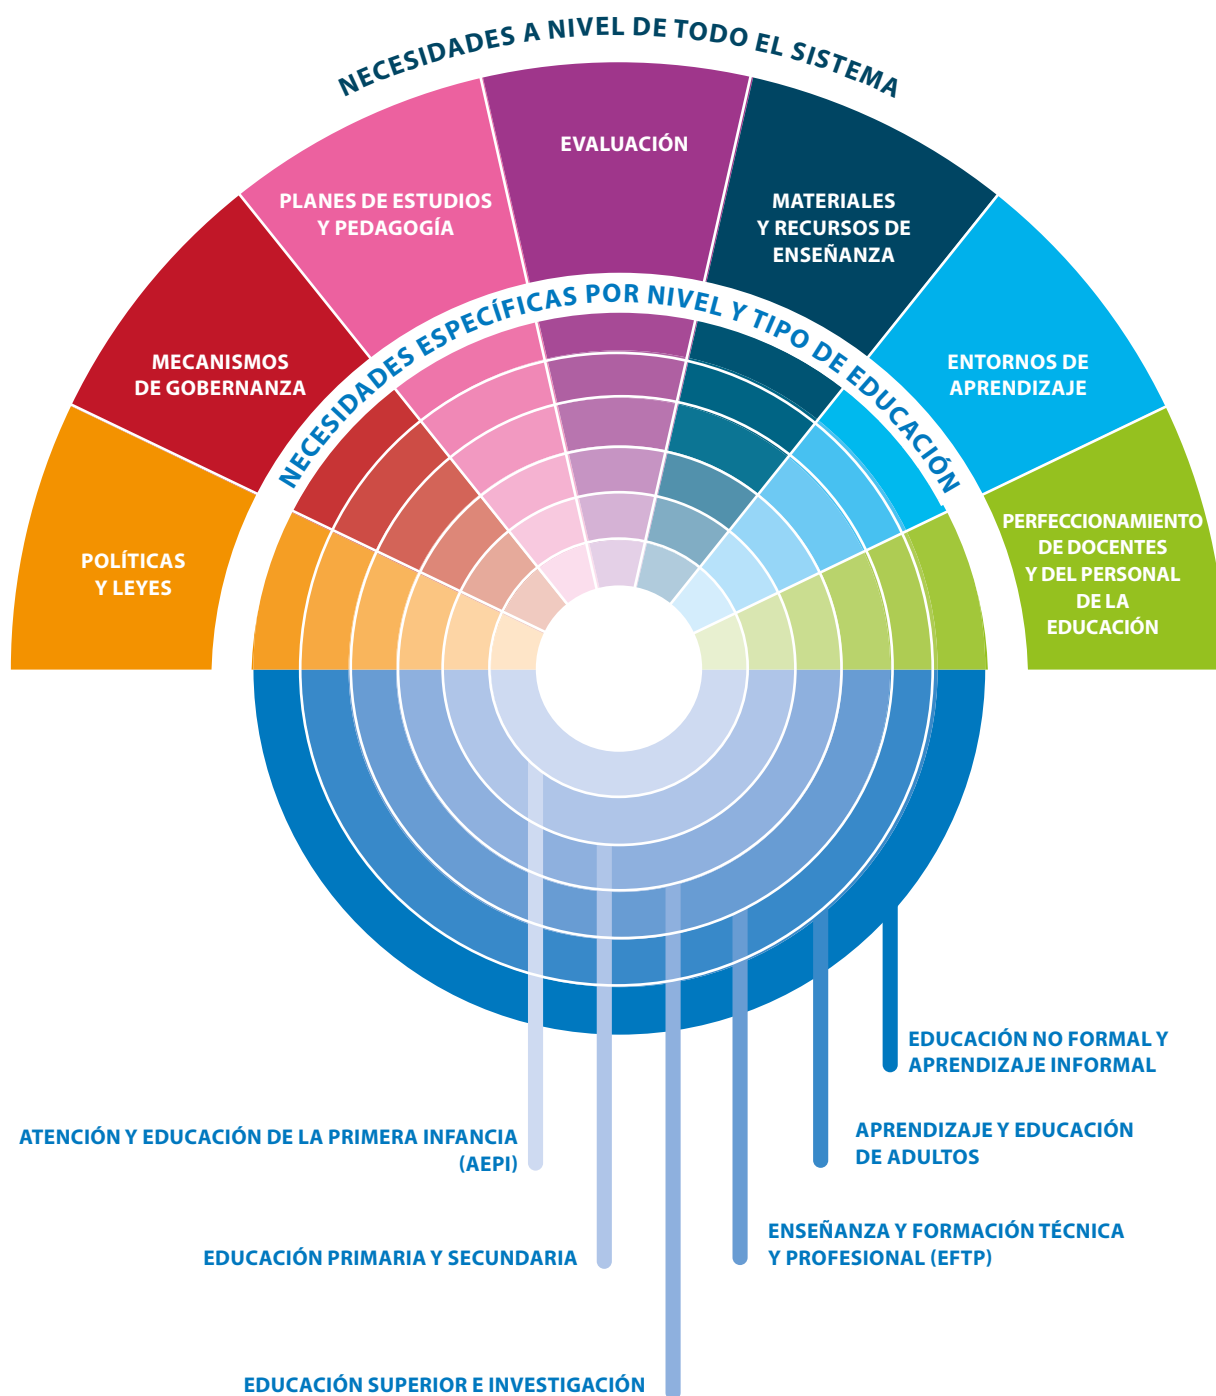 NECESIDADES A NIVEL DE TODO EL SISTEMA
EVALUACIÓN
PLANES DE ESTUDIOS
Y PEDAGOGÍA
MATERIALES
Y RECURSOS DE
ENSEÑANZA
MECANISMOS
DE GOBERNANZA
ENTORNOS DE
APRENDIZAJE
POLÍTICAS
Y LEYES
PERFECCIONAMIENTO
DE DOCENTES
Y DEL PERSONAL
DE LA
EDUCACIÓN
NECESIDADES ESPECÍFICAS POR NIVEL Y TIPO DE EDUCACIÓN
EDUCACIÓN NO FORMAL Y
APRENDIZAJE INFORMAL
ATENCIÓN Y EDUCACIÓN DE LA PRIMERA INFANCIA
(AEPI)
APRENDIZAJE Y EDUCACIÓN
DE ADULTOS
EDUCACIÓN PRIMARIA Y SECUNDARIA
ENSEÑANZA Y FORMACIÓN TÉCNICA
Y PROFESIONAL (EFTP)
EDUCACIÓN SUPERIOR E INVESTIGACIÓN